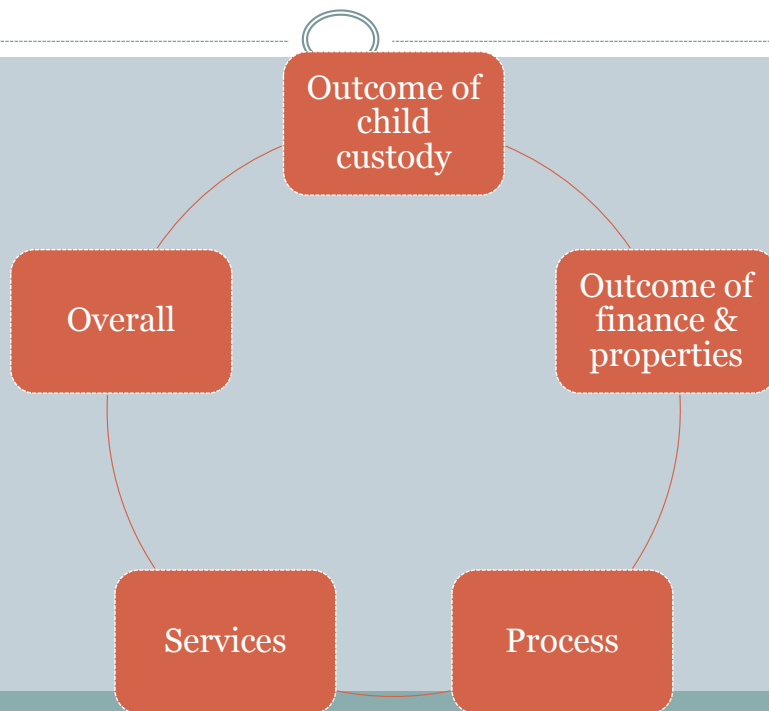 Outcome of
child
custody
Overall
Outcome of
finance &
properties
Services
Process